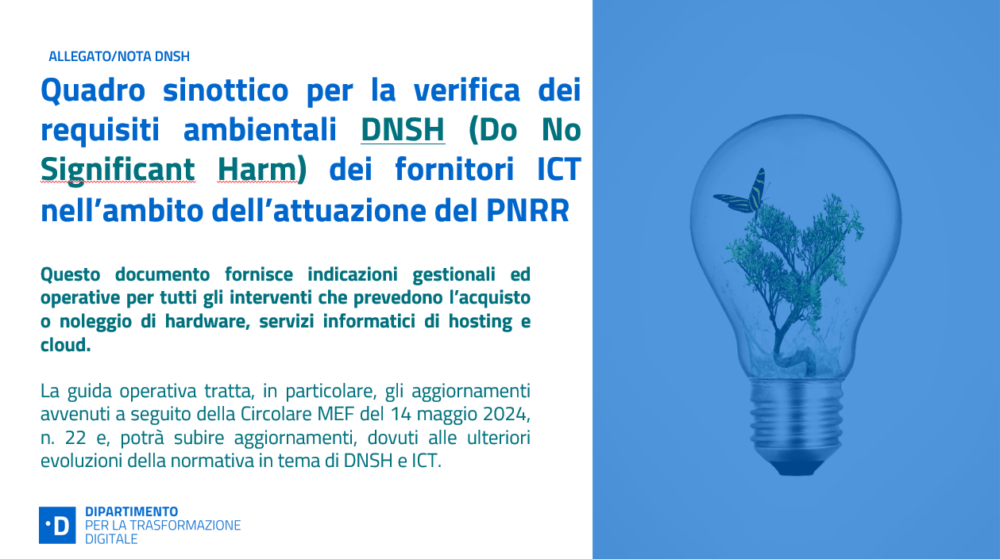 ALLEGATO/NOTA DNSH
Quadro sinottico per la verifica dei
requisiti ambientali DNSH (Do No
Significant Harm) dei fornitori ICT
nell’ambito dell’attuazione del PNRR
Questo documento fornisce indicazioni gestionali ed
operative per tutti gli interventi che prevedono l’acquisto
o noleggio di hardware, servizi informatici di hosting e
cloud.
La guida operativa tratta, in particolare, gli aggiornamenti
avvenuti a seguito della Circolare MEF del 14 maggio 2024,
n. 22 e, potrà subire aggiornamenti, dovuti alle ulteriori
evoluzioni della normativa in tema di DNSH e ICT.
·D
DIPARTIMENTO
PER LA TRASFORMAZIONE
DIGITALE